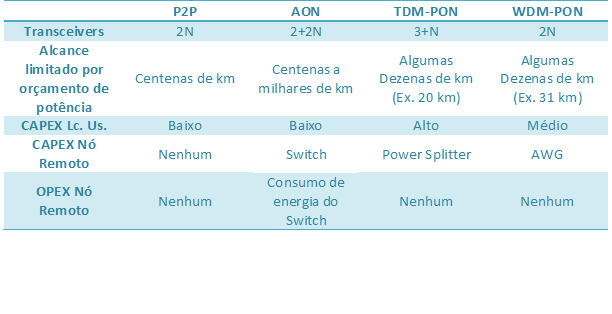 P2P AON TDM-PON WDM-PON
Transceivers 2N 2+2N 3+N 2N
Alcance
limitado por
orçamento de
potência
Centenas de km
Centenas a
milhares de km
Algumas
Dezenas de km
(Ex. 20 km)
Algumas
Dezenas de km
(Ex. 31 km)
CAPEX Lc. Us. Baixo Baixo Alto Médio
CAPEX Nó
Remoto
Nenhum Switch Power Splitter AWG
OPEX Nó
Remoto
Nenhum
Consumo de
energia do
Switch
Nenhum Nenhum